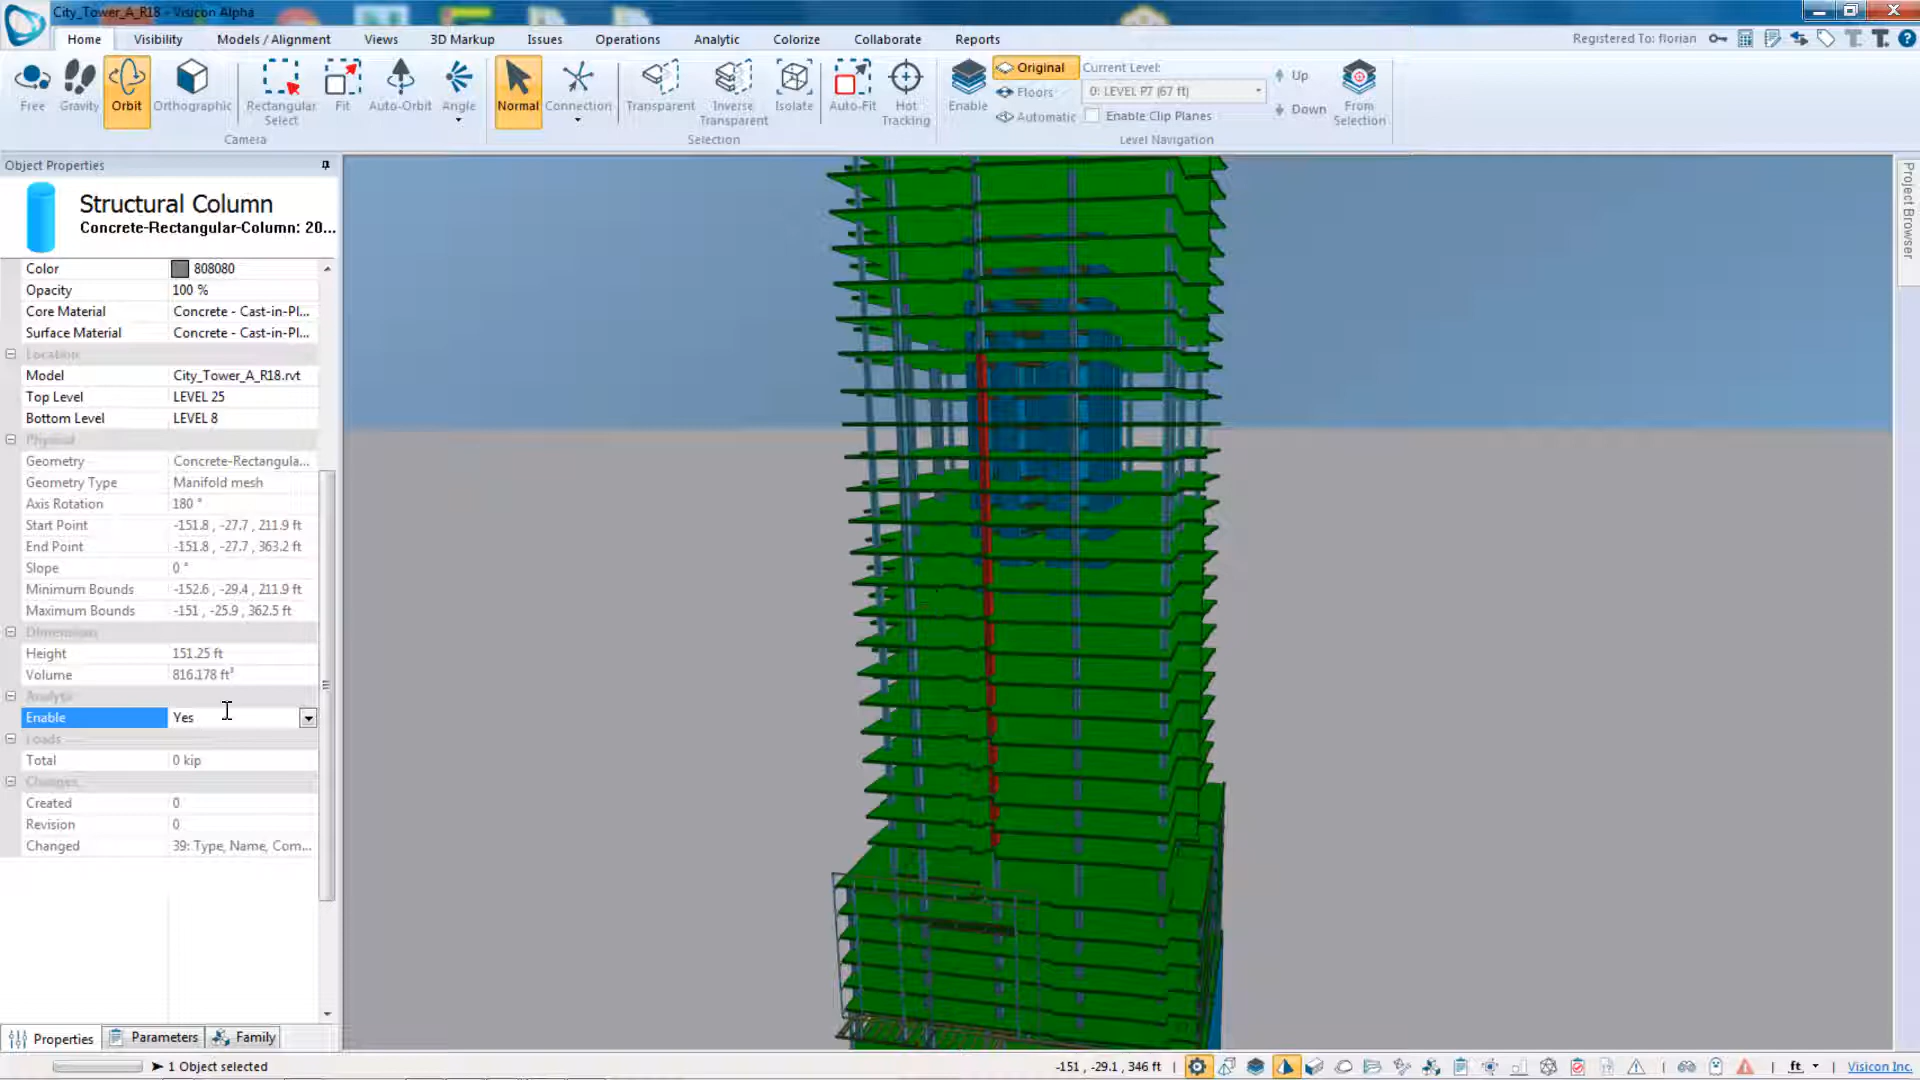 City_Tower_A_R18 - Visicon Alpha
Home
Visibility
Models / Alignment
Views
3D Markup
Issues
Operations
Analytic
Colorize
Collaborate
Reports
Registered To: florian
Free
Gravity
Orbit
Orthographic
Rectangular Select
Fit
Auto-Orbit
Angle
Camera
Normal
Connection
Transparent
Inverse Transparent
Isolate
Auto-Fit
Hot Tracking
Selection
Enable
Original
Floors
Automatic
Current Level:
0: LEVEL P7 (67 ft)
Enable Clip Planes
Up
Down
From Selection
Level Navigation
Object Properties
Structural Column
Concrete-Rectangular-Column: 20...
Color 808080
Opacity 100 %
Core Material Concrete - Cast-in-Pl...
Surface Material Concrete - Cast-in-Pl...
Location
Model City_Tower_A_R18.rvt
Top Level LEVEL 25
Bottom Level LEVEL 8
Physical
Geometry Concrete-Rectangula...
Geometry Type Manifold mesh
Axis Rotation 180 °
Start Point -151.8 , -27.7 , 211.9 ft
End Point -151.8 , -27.7 , 363.2 ft
Slope 0 °
Minimum Bounds -152.6 , -29.4 , 211.9 ft
Maximum Bounds -151 , -25.9 , 362.5 ft
Dimensions
Height 151.25 ft
Volume 816.178 ft³
Analytic
Enable Yes
Loads
Total 0 kip
Changes
Created 0
Revision 0
Changed 39: Type, Name, Com...
Properties
Parameters
Family
Project Browser
1 Object selected
-151 , -29.1 , 346 ft
ft
Visicon Inc.